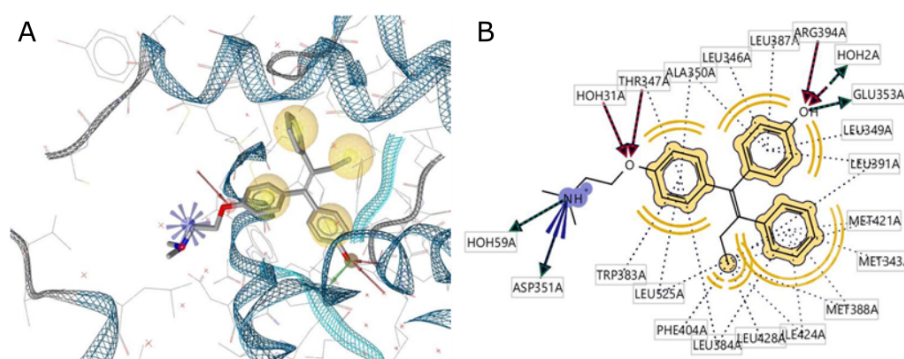 A
B
ARG394A
LEU387A
HOH2A
LEU346A
ALA350A
THR347A
HOH31A
GLU353A
OH
LEU349A
O
LEU391A
NH
MET421A
HOH59A
MET343A
ASP351A
TRP383A
LEU525A
MET388A
PHE404A
LEU384A
LEU428A
ILE424A